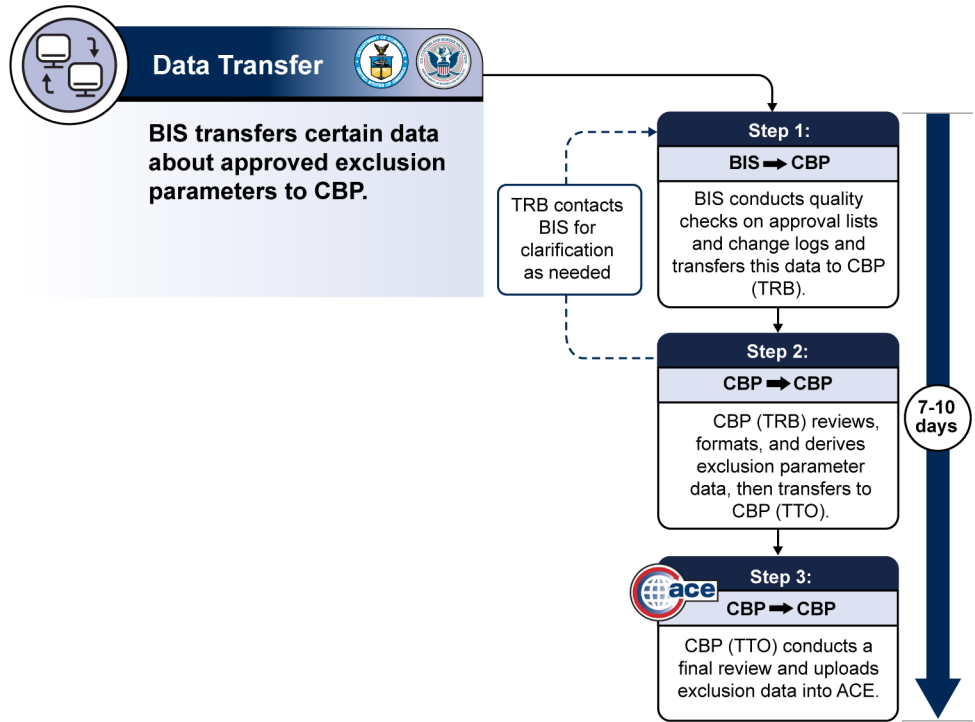 Data Transfer
BIS transfers certain data
about approved exclusion
parameters to CBP.
Step 1:
BIS ➡ CBP
BIS conducts quality
checks on approval lists
and change logs and
transfers this data to CBP
(TRB).
TRB contacts
BIS for
clarification
as needed
Step 2:
CBP ➡ CBP
CBP (TRB) reviews,
formats, and derives
exclusion parameter
data, then transfers to
CBP (TTO).
7-10
days
ace
Step 3:
CBP ➡ CBP
CBP (TTO) conducts a
final review and uploads
exclusion data into ACE.